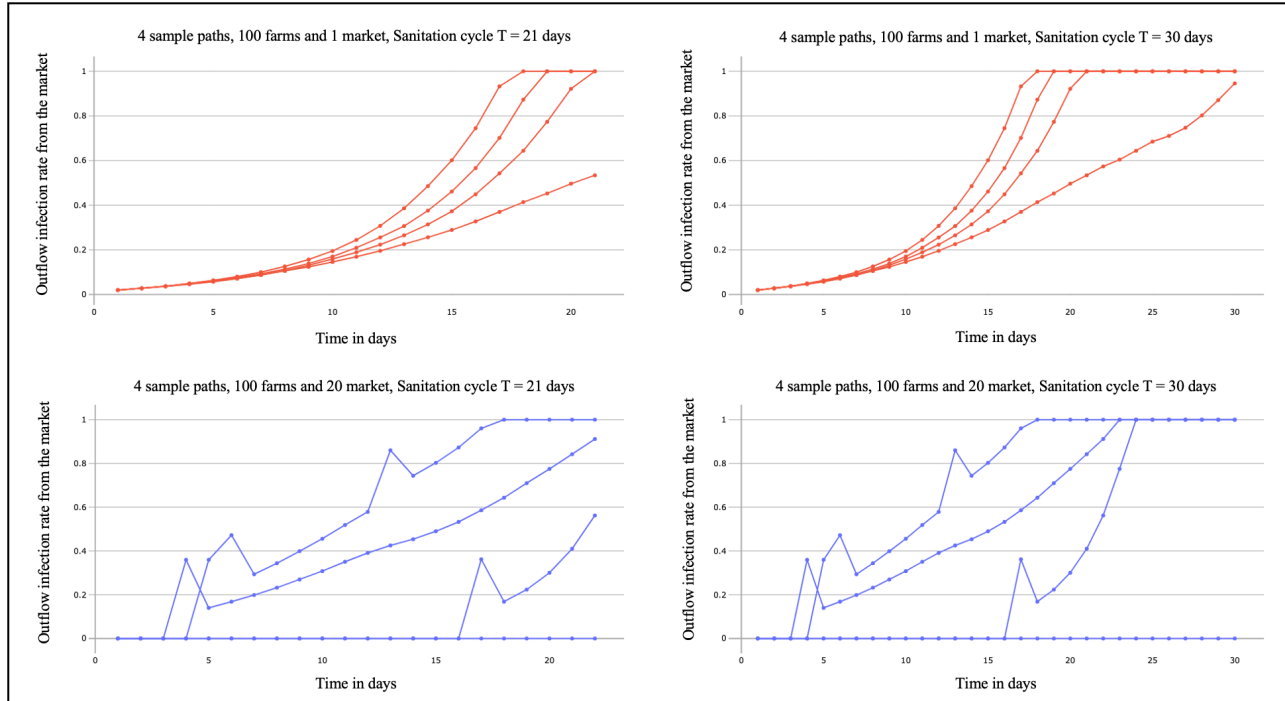 4 sample paths, 100 farms and 1 market, Sanitation cycle T = 21 days
Outflow infection rate from the market
1
0.8
0.6
0.4
0.2
0
0 5 10 15 20
Time in days
4 sample paths, 100 farms and 1 market, Sanitation cycle T = 30 days
Outflow infection rate from the market
1
0.8
0.6
0.4
0.2
0
0 5 10 15 20 25 30
Time in days
4 sample paths, 100 farms and 20 market, Sanitation cycle T = 21 days
Outflow infection rate from the market
1
0.8
0.6
0.4
0.2
0
0 5 10 15 20
Time in days
4 sample paths, 100 farms and 20 market, Sanitation cycle T = 30 days
Outflow infection rate from the market
1
0.8
0.6
0.4
0.2
0
0 5 10 15 20 25 30
Time in days